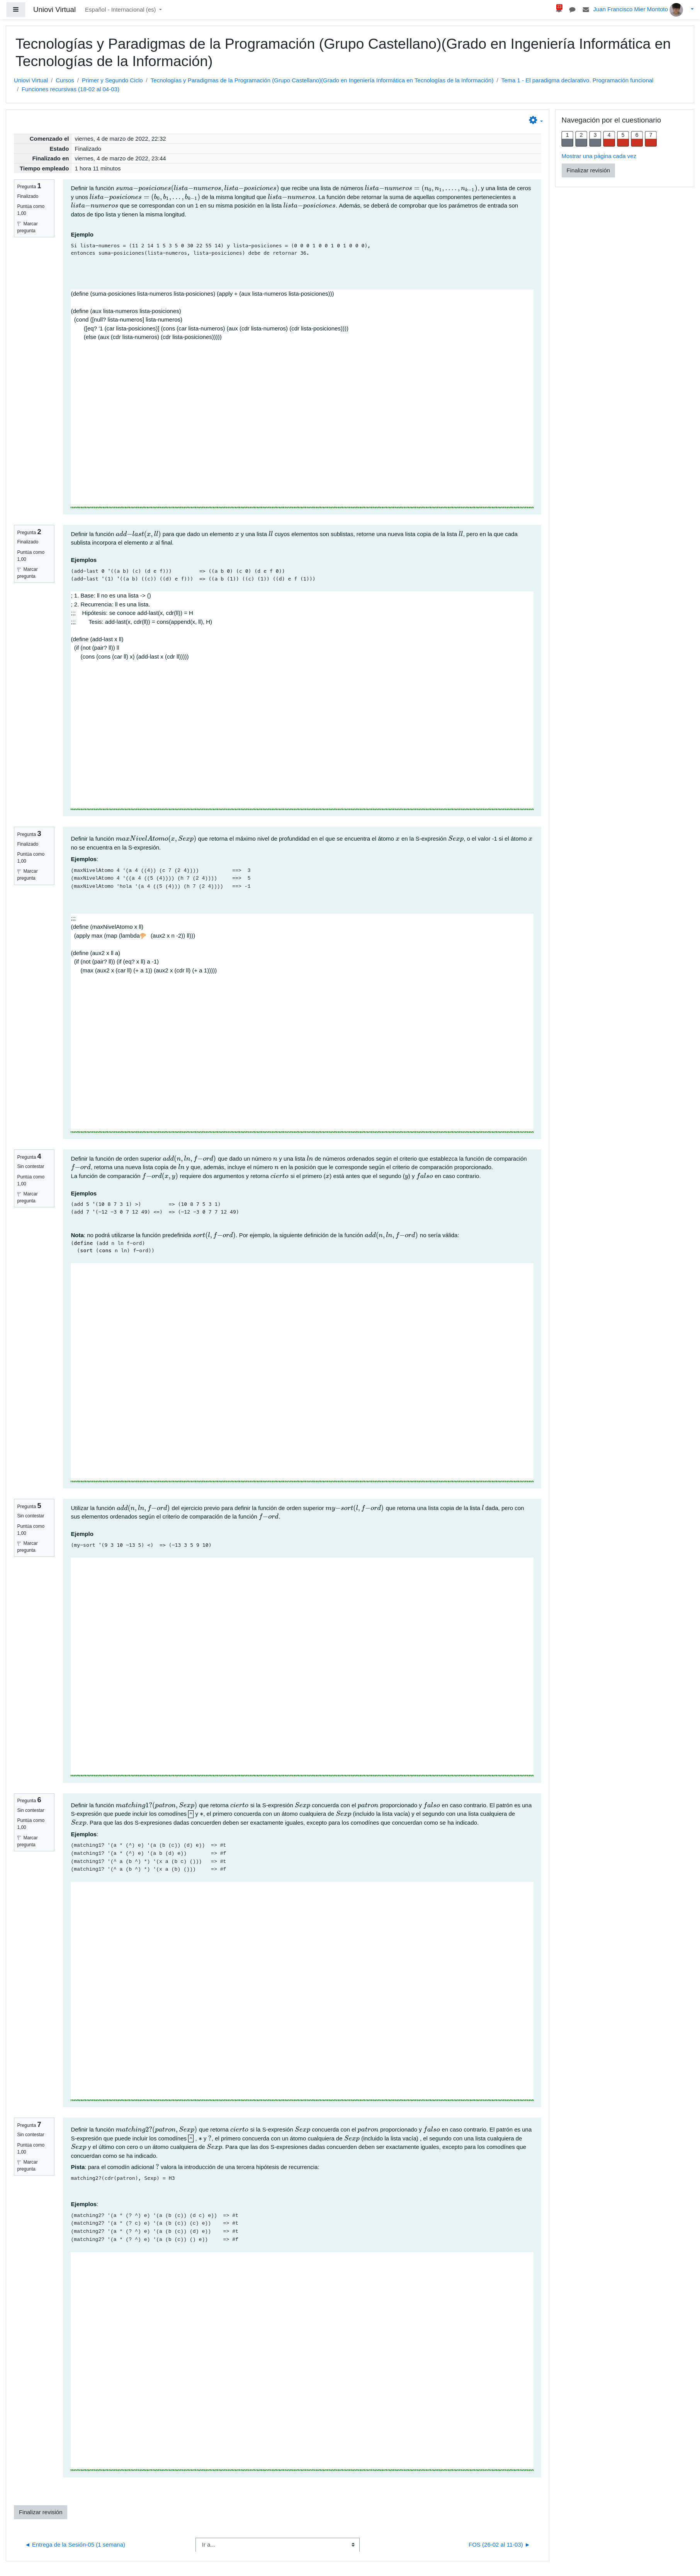 Uniovi Virtual Español - Internacional (es) Juan Francisco Mier Montoto
Tecnologías y Paradigmas de la Programación (Grupo Castellano)(Grado en Ingeniería Informática en
Tecnologías de la Información)
Uniovi Virtual / Cursos / Primer y Segundo Ciclo / Tecnologías y Paradigmas de la Programación (Grupo Castellano)(Grado en Ingeniería Informática en Tecnologías de la Información) / Tema 1 - El paradigma declarativo. Programación funcional
/ Funciones recursivas (18-02 al 04-03)
Navegación por el cuestionario
1 2 3 4 5 6 7
Mostrar una página cada vez
Finalizar revisión
Comenzado el viernes, 4 de marzo de 2022, 22:32
Estado Finalizado
Finalizado en viernes, 4 de marzo de 2022, 23:44
Tiempo empleado 1 hora 11 minutos
Pregunta 1
Finalizado
Puntúa como
1,00
Marcar
pregunta
Definir la función suma−posiciones(lista−numeros, lista−posiciones) que recibe una lista de números lista−numeros = (n0, n1, . . . . , nk−1), y una lista de ceros
y unos lista−posiciones = (b0, b1, . . . , bk−1) de la misma longitud que lista−numeros. La función debe retornar la suma de aquellas componentes pertenecientes a
lista−numeros que se correspondan con un 1 en su misma posición en la lista lista−posiciones. Además, se deberá de comprobar que los parámetros de entrada son
datos de tipo lista y tienen la misma longitud.
Ejemplo
Si lista−numeros = (11 2 14 1 5 3 5 0 30 22 55 14) y lista−posiciones = (0 0 0 1 0 0 1 0 1 0 0 0),
entonces suma−posiciones(lista−numeros, lista−posiciones) debe de retornar 36.
(define (suma-posiciones lista-numeros lista-posiciones) (apply + (aux lista-numeros lista-posiciones)))
(define (aux lista-numeros lista-posiciones)
(cond ([null? lista-numeros] lista-numeros)
([eq? '1 (car lista-posiciones)] (cons (car lista-numeros) (aux (cdr lista-numeros) (cdr lista-posiciones))))
(else (aux (cdr lista-numeros) (cdr lista-posiciones)))))
Pregunta 2
Finalizado
Puntúa como
1,00
Marcar
pregunta
Definir la función add−last(x, ll) para que dado un elemento x y una lista ll cuyos elementos son sublistas, retorne una nueva lista copia de la lista ll, pero en la que cada
sublista incorpora el elemento x al final.
Ejemplos
(add−last 0 '((a b) (c) (d e f))) => ((a b 0) (c 0) (d e f 0))
(add−last '(1) '((a b) ((c)) ((d) e f))) => ((a b (1)) ((c) (1)) ((d) e f (1)))
; 1. Base: ll no es una lista -> ()
; 2. Recurrencia: ll es una lista.
;;; Hipótesis: se conoce add-last(x, cdr(ll)) = H
;;; Tesis: add-last(x, cdr(ll)) = cons(append(x, ll), H)
(define (add-last x ll)
(if (not (pair? ll)) ll
(cons (cons (car ll) x) (add-last x (cdr ll)))))
Pregunta 3
Finalizado
Puntúa como
1,00
Marcar
pregunta
Definir la función maxNivelAtomo(x, Sexp) que retorna el máximo nivel de profundidad en el que se encuentra el átomo x en la S-expresión Sexp, o el valor -1 si el átomo x
no se encuentra en la S-expresión.
Ejemplos:
(maxNivelAtomo 4 '(a 4 ((4)) (c 7 (2 4)))) ==> 3
(maxNivelAtomo 4 '((a 4 ((5 (4)))) (h 7 (2 4)))) ==> 5
(maxNivelAtomo 'hola '(a 4 ((5 (4))) (h 7 (2 4)))) ==> -1
;;;
(define (maxNivelAtomo x ll)
(apply max (map (lambda🍕 (aux2 x n -2)) ll)))
(define (aux2 x ll a)
(if (not (pair? ll)) (if (eq? x ll) a -1)
(max (aux2 x (car ll) (+ a 1)) (aux2 x (cdr ll) (+ a 1)))))
Pregunta 4
Sin contestar
Puntúa como
1,00
Marcar
pregunta
Definir la función de orden superior add(n, ln, f−ord) que dado un número n y una lista ln de números ordenados según el criterio que establezca la función de comparación
f−ord, retorna una nueva lista copia de ln y que, además, incluye el número n en la posición que le corresponde según el criterio de comparación proporcionado.
La función de comparación f−ord(x, y) requiere dos argumentos y retorna cierto si el primer (x) está antes que el segundo (y) y falso en caso contrario.
Ejemplos
(add 5 '(10 8 7 3 1) >) => (10 8 7 5 3 1)
(add 7 '(−12 −3 0 7 12 49) <=) => (−12 −3 0 7 7 12 49)
Nota: no podrá utilizarse la función predefinida sort(l, f−ord). Por ejemplo, la siguiente definición de la función add(n, ln, f−ord) no sería válida:
(define (add n ln f−ord)
(sort (cons n ln) f−ord))
Pregunta 5
Sin contestar
Puntúa como
1,00
Marcar
pregunta
Utilizar la función add(n, ln, f−ord) del ejercicio previo para definir la función de orden superior my−sort(l, f−ord) que retorna una lista copia de la lista l dada, pero con
sus elementos ordenados según el criterio de comparación de la función f−ord.
Ejemplo
(my−sort '(9 3 10 −13 5) <) => (−13 3 5 9 10)
Pregunta 6
Sin contestar
Puntúa como
1,00
Marcar
pregunta
Definir la función matching1?(patron, Sexp) que retorna cierto si la S-expresión Sexp concuerda con el patron proporcionado y falso en caso contrario. El patrón es una
S-expresión que puede incluir los comodines ^ y ∗, el primero concuerda con un átomo cualquiera de Sexp (incluido la lista vacía) y el segundo con una lista cualquiera de
Sexp. Para que las dos S-expresiones dadas concuerden deben ser exactamente iguales, excepto para los comodines que concuerdan como se ha indicado.
Ejemplos:
(matching1? '(a * (^) e) '(a (b (c)) (d) e)) => #t
(matching1? '(a * (^) e) '(a b (d) e)) => #f
(matching1? '(^ a (b ^) *) '(x a (b c) ())) => #t
(matching1? '(^ a (b ^) *) '(x a (b) ())) => #f
Pregunta 7
Sin contestar
Puntúa como
1,00
Marcar
pregunta
Definir la función matching2?(patron, Sexp) que retorna cierto si la S-expresión Sexp concuerda con el patron proporcionado y falso en caso contrario. El patrón es una
S-expresión que puede incluir los comodines ^ , ∗ y ?, el primero concuerda con un átomo cualquiera de Sexp (incluido la lista vacía) , el segundo con una lista cualquiera de
Sexp y el último con cero o un átomo cualquiera de Sexp. Para que las dos S-expresiones dadas concuerden deben ser exactamente iguales, excepto para los comodines que
concuerdan como se ha indicado.
Pista: para el comodín adicional ? valora la introducción de una tercera hipótesis de recurrencia:
matching2?(cdr(patron), Sexp) = H3
Ejemplos:
(matching2? '(a * (? ^) e) '(a (b (c)) (d c) e)) => #t
(matching2? '(a * (? c) e) '(a (b (c)) (c) e)) => #t
(matching2? '(a * (? ^) e) '(a (b (c)) (d) e)) => #t
(matching2? '(a * (? ^) e) '(a (b (c)) () e)) => #f
Finalizar revisión
◄ Entrega de la Sesión-05 (1 semana) Ir a... FOS (26-02 al 11-03) ►